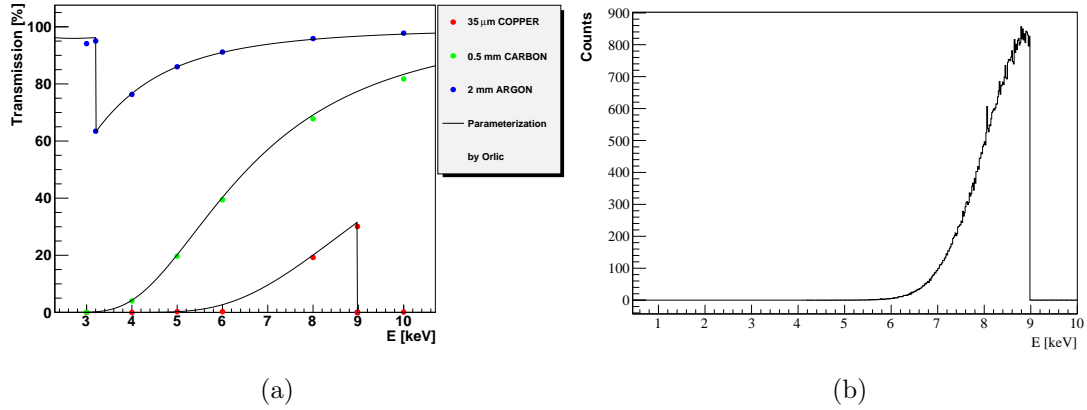 Transmission [%]
100
80
60
40
20
0
3 4 5 6 7 8 9 10
E [keV]
35 μm COPPER
0.5 mm CARBON
2 mm ARGON
Parameterization
by Orlic
(a)
Counts
900
800
700
600
500
400
300
200
100
0
1 2 3 4 5 6 7 8 9 10
E [keV]
(b)